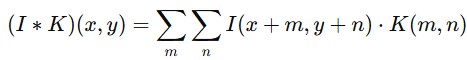 (I ∗ K)(x, y) = ∑_m ∑_n I(x + m, y + n) · K(m, n)